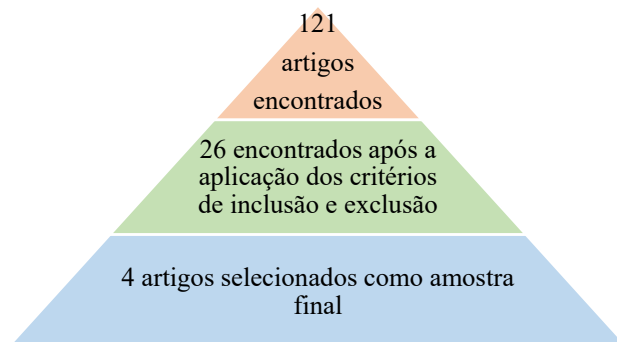 121
artigos
encontrados
26 encontrados após a
aplicação dos critérios
de inclusão e exclusão
4 artigos selecionados como amostra
final